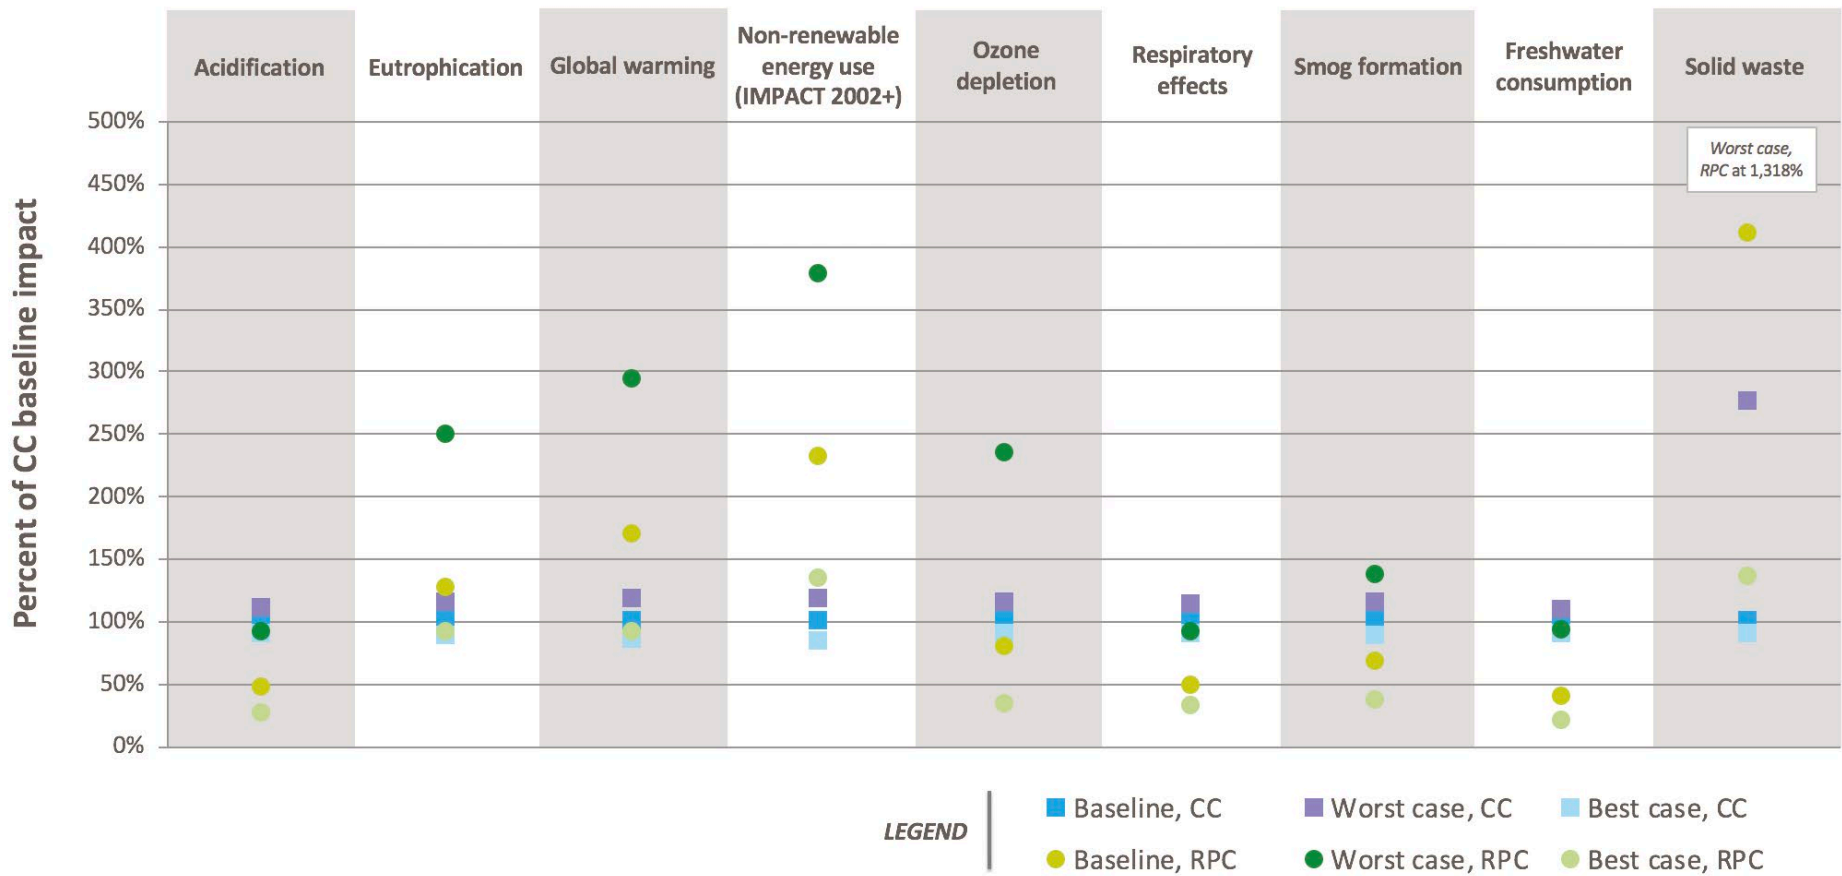 Acidification
Eutrophication
Global warming
Non-renewable
energy use
(IMPACT 2002+)
Ozone
depletion
Respiratory
effects
Smog formation
Freshwater
consumption
Solid waste
Percent of CC baseline impact
500%
450%
400%
350%
300%
250%
200%
150%
100%
50%
0%
Worst case,
RPC at 1,318%
LEGEND
Baseline, CC
Worst case, CC
Best case, CC
Baseline, RPC
Worst case, RPC
Best case, RPC